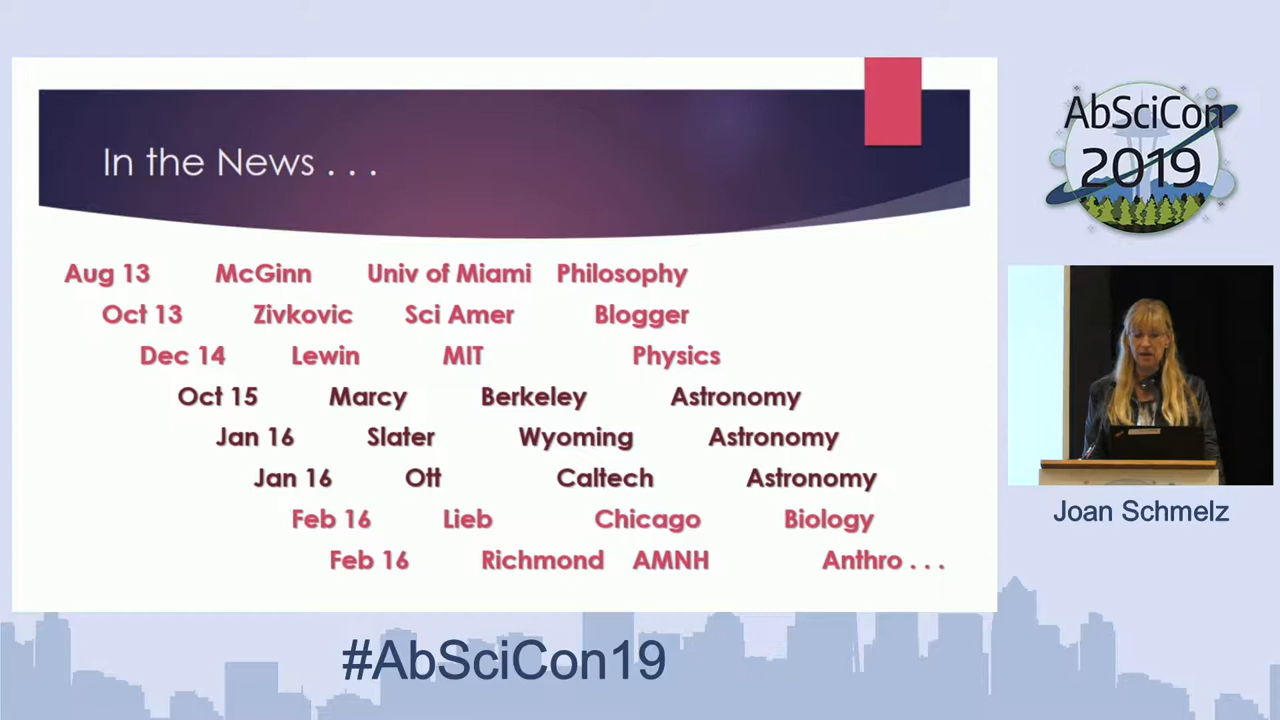 In the News . . .
Aug 13 McGinn Univ of Miami Philosophy
Oct 13 Zivkovic Sci Amer Blogger
Dec 14 Lewin MIT Physics
Oct 15 Marcy Berkeley Astronomy
Jan 16 Slater Wyoming Astronomy
Jan 16 Ott Caltech Astronomy
Feb 16 Lieb Chicago Biology
Feb 16 Richmond AMNH Anthro . . .
AbSciCon
2019
Joan Schmelz
#AbSciCon19